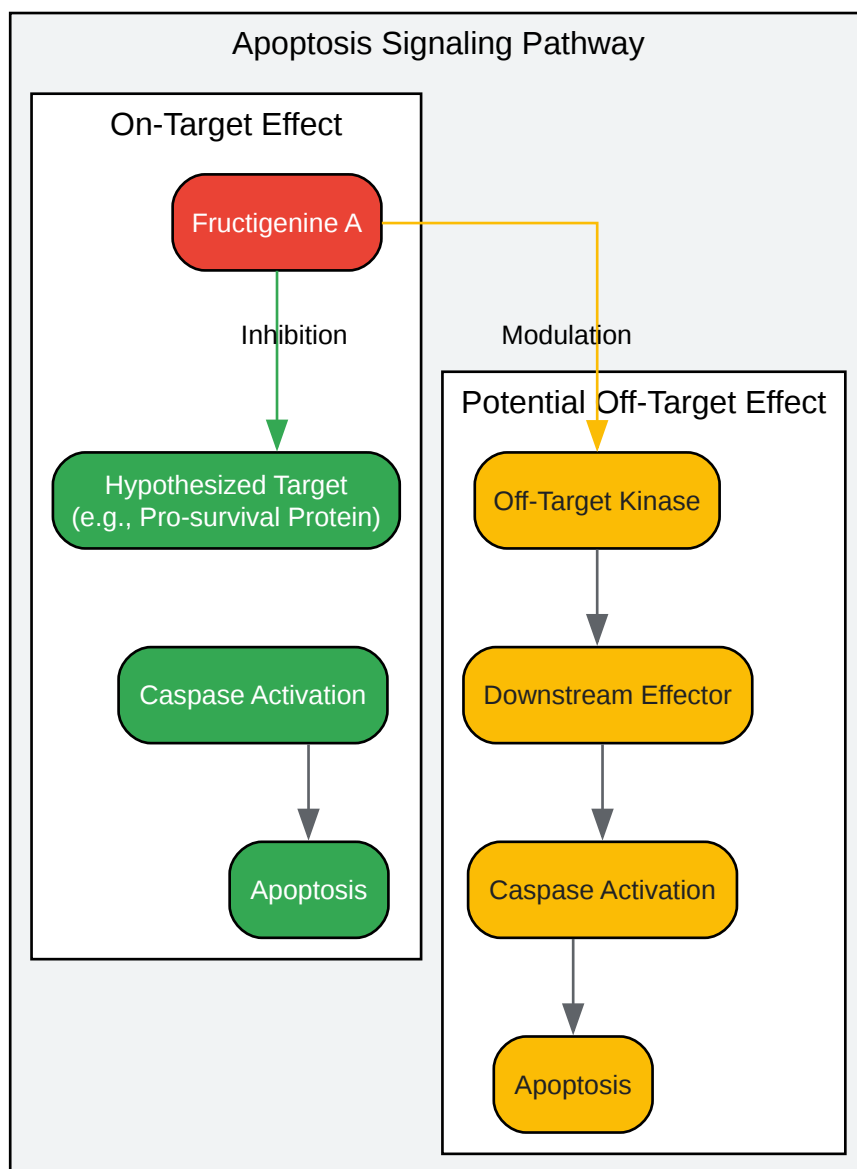 Apoptosis Signaling Pathway
On-Target Effect
Fructigenine A
Inhibition
Modulation
Potential Off-Target Effect
Hypothesized Target
(e.g., Pro-survival Protein)
Off-Target Kinase
Caspase Activation
Downstream Effector
Apoptosis
Caspase Activation
Apoptosis